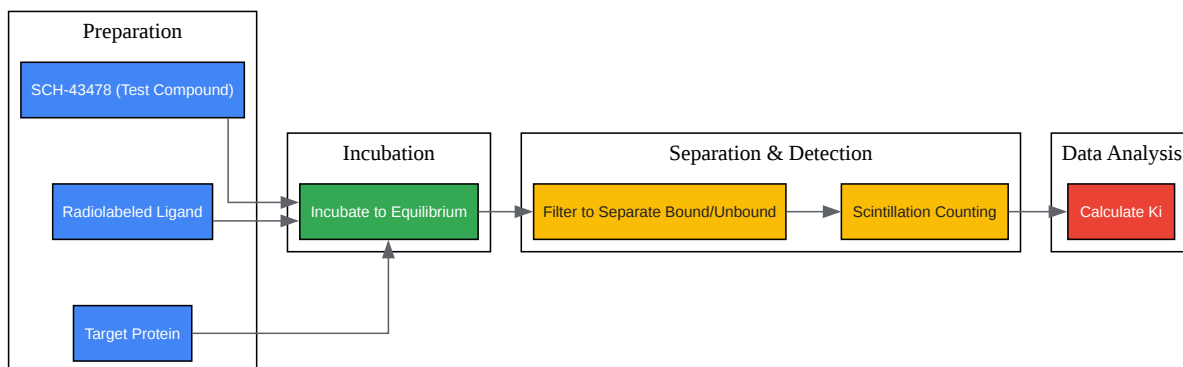 Preparation
SCH-43478 (Test Compound)
Radiolabeled Ligand
Target Protein
Incubation
Incubate to Equilibrium
Separation & Detection
Filter to Separate Bound/Unbound
Scintillation Counting
Data Analysis
Calculate Ki